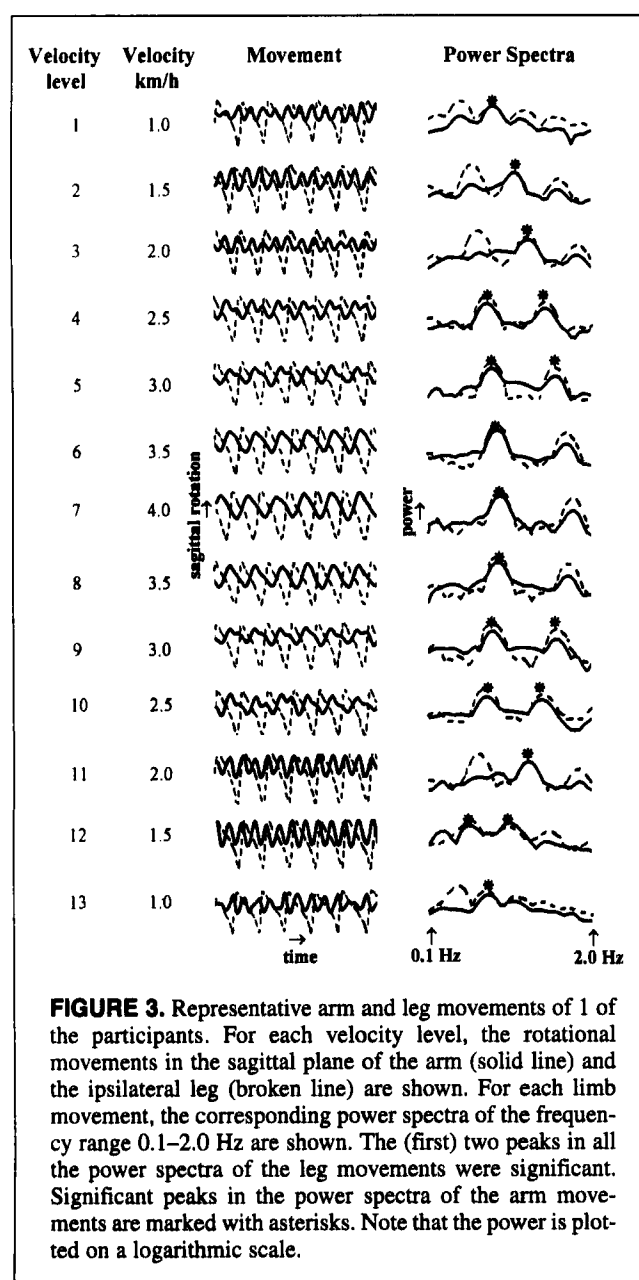 Velocity level Velocity km/h Movement Power Spectra
1 1.0
2 1.5
3 2.0
4 2.5
5 3.0
6 3.5
7 4.0
8 3.5
9 3.0
10 2.5
11 2.0
12 1.5
13 1.0
sagittal rotation →
power →
→
time
↑ ↑
0.1 Hz 2.0 Hz
FIGURE 3. Representative arm and leg movements of 1 of
the participants. For each velocity level, the rotational
movements in the sagittal plane of the arm (solid line) and
the ipsilateral leg (broken line) are shown. For each limb
movement, the corresponding power spectra of the frequen-
cy range 0.1–2.0 Hz are shown. The (first) two peaks in all
the power spectra of the leg movements were significant.
Significant peaks in the power spectra of the arm move-
ments are marked with asterisks. Note that the power is plot-
ted on a logarithmic scale.